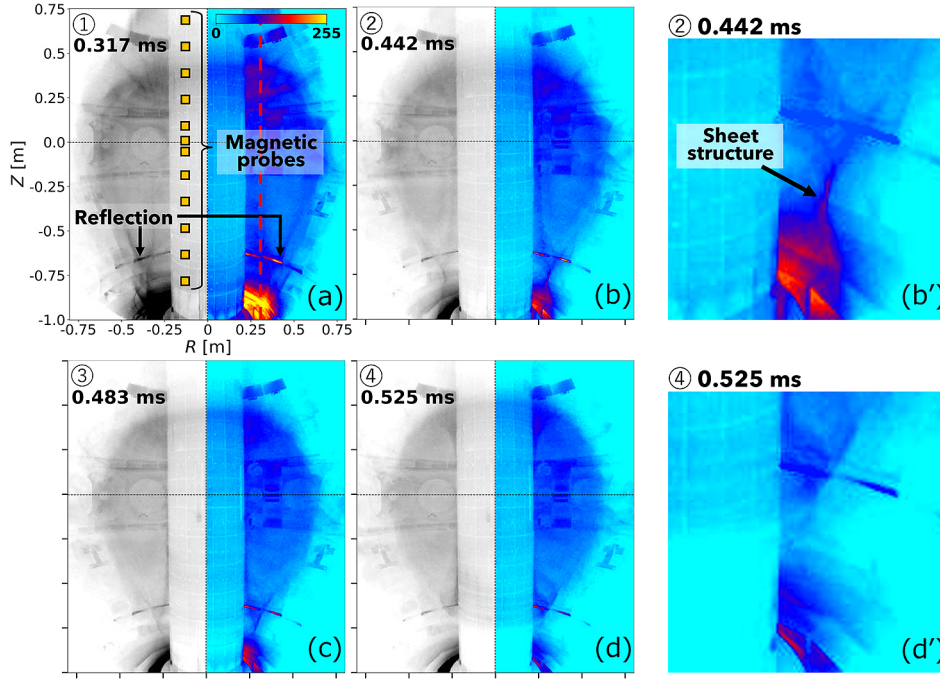 ① 0.317 ms
0
255
Magnetic
probes
Reflection
(a)
0.75
0.50
0.25
0.0
-0.25
-0.50
-0.5
-0.75
-1.0
Z [m]
-0.75
-0.5
-0.25
0
0.25
0.5
0.75
R [m]
②
0.442 ms
(b)
② 0.442 ms
Sheet
structure
(b′)
③
0.483 ms
(c)
④
0.525 ms
(d)
④ 0.525 ms
(d′)